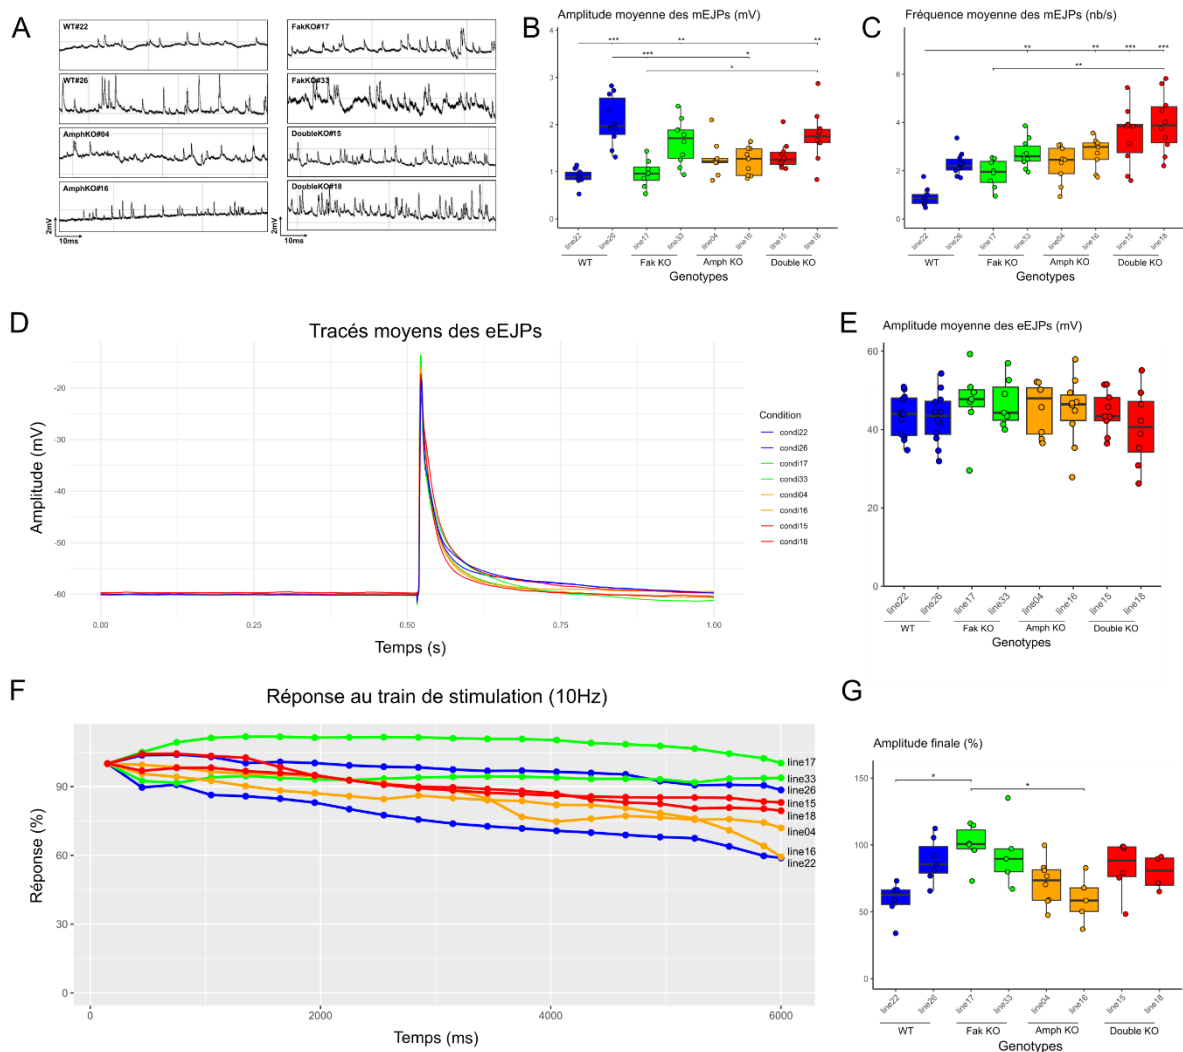 A
WT#22
WT#26
AmphKO#04
AmphKO#16
2mV
10ms
FaKKO#17
FaKKO#33
DoubleKO#15
DoubleKO#18
2mV
10ms
B
Amplitude moyenne des mEJPs (mV)
*** ** **
*** *
*
4
3
2
1
0
line22 line26 line17 line33 line04 line16 line15 line18
WT Fak KO Amph KO Double KO
Genotypes
C
Fréquence moyenne des mEJPs (nb/s)
** ** *** ***
**
6
4
2
0
line22 line26 line17 line33 line04 line16 line15 line18
WT Fak KO Amph KO Double KO
Genotypes
D
Tracés moyens des eEJPs
Amplitude (mV)
-20
-30
-40
-50
-60
0.00 0.25 0.50 0.75 1.00
Temps (s)
Condition
condi22
condi26
condi17
condi33
condi04
condi16
condi15
condi18
E
Amplitude moyenne des eEJPs (mV)
60
40
20
0
line22 line26 line17 line33 line04 line16 line15 line18
WT Fak KO Amph KO Double KO
Genotypes
F
Réponse au train de stimulation (10Hz)
Réponse (%)
90
60
30
0
0 2000 4000 6000
Temps (ms)
line17
line33
line26
line15
line18
line04
line16
line22
G
Amplitude finale (%)
* *
150
100
50
0
line22 line26 line17 line33 line04 line16 line15 line18
WT Fak KO Amph KO Double KO
Genotypes